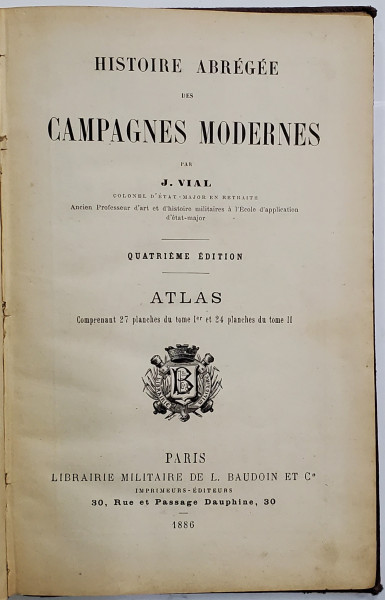 HISTOIRE ABRÉGÉE
DES
CAMPAGNES MODERNES
PAR
J. VIAL
COLONEL D'ÉTAT-MAJOR EN RETRAITE
Ancien Professeur d'art et d'histoire militaires à l'École d'application
d'état-major
QUATRIÈME ÉDITION
ATLAS
Comprenant 27 planches du tome Ier et 24 planches du tome II
B
PARIS
LIBRAIRIE MILITAIRE DE L. BAUDOIN ET Ce
IMPRIMEURS-ÉDITEURS
30, Rue et Passage Dauphine, 30
1886